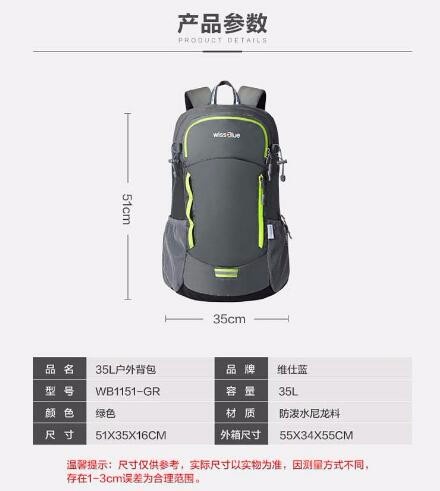 产品参数
PRODUCT DETAILS
wissBlue
51cm
35cm
品 名 35L户外背包 品 牌 维仕蓝
型 号 WB1151-GR 容 量 35L
颜 色 绿色 材 质 防泼水尼龙料
尺 寸 51X35X16CM 外箱尺寸 55X34X55CM
温馨提示：尺寸仅供参考，实际尺寸以实物为准，因测量方式不同，
存在1-3cm误差为合理范围。